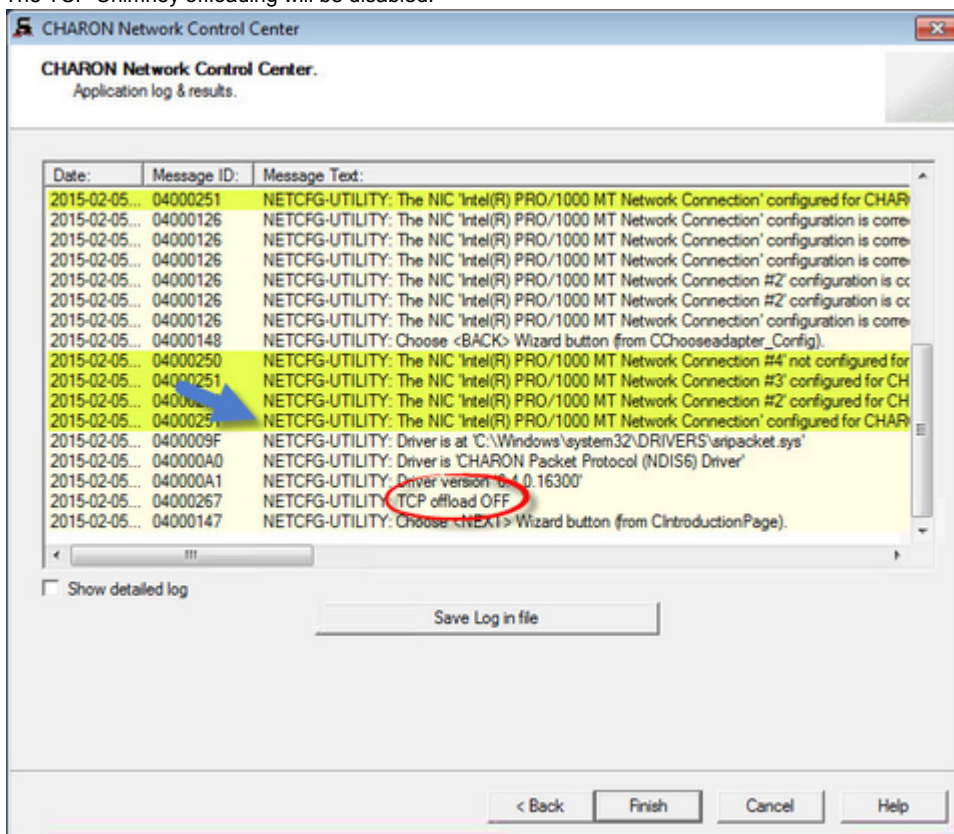 CHARON Network Control Center
CHARON Network Control Center.
Application log & results.
Date: Message ID: Message Text:
2015-02-05... 04000251 NETCFG-UTILITY: The NIC 'Intel(R) PRO/1000 MT Network Connection' configured for CHAR
2015-02-05... 04000126 NETCFG-UTILITY: The NIC 'Intel(R) PRO/1000 MT Network Connection' configuration is corre
2015-02-05... 04000126 NETCFG-UTILITY: The NIC 'Intel(R) PRO/1000 MT Network Connection' configuration is corre
2015-02-05... 04000126 NETCFG-UTILITY: The NIC 'Intel(R) PRO/1000 MT Network Connection' configuration is corre
2015-02-05... 04000126 NETCFG-UTILITY: The NIC 'Intel(R) PRO/1000 MT Network Connection #2' configuration is cc
2015-02-05... 04000126 NETCFG-UTILITY: The NIC 'Intel(R) PRO/1000 MT Network Connection #2' configuration is cc
2015-02-05... 04000126 NETCFG-UTILITY: The NIC 'Intel(R) PRO/1000 MT Network Connection' configuration is corre
2015-02-05... 04000148 NETCFG-UTILITY: Choose <BACK> Wizard button (from CChooseadapter_Config).
2015-02-05... 04000250 NETCFG-UTILITY: The NIC 'Intel(R) PRO/1000 MT Network Connection #4' not configured for
2015-02-05... 04000251 NETCFG-UTILITY: The NIC 'Intel(R) PRO/1000 MT Network Connection #3' configured for CH
2015-02-05... NETCFG-UTILITY: The NIC 'Intel(R) PRO/1000 MT Network Connection #2' configured for CH
2015-02-05... 04000251 NETCFG-UTILITY: The NIC 'Intel(R) PRO/1000 MT Network Connection' configured for CHAR
2015-02-05... 0400009F NETCFG-UTILITY: Driver is at 'C:\Windows\system32\DRIVERS\sripacket.sys'
2015-02-05... 040000A0 NETCFG-UTILITY: Driver is 'CHARON Packet Protocol (NDIS6) Driver'
2015-02-05... 040000A1 NETCFG-UTILITY: Driver version '6.4.0.16300'
2015-02-05... 04000267 NETCFG-UTILITY: TCP offload OFF
2015-02-05... 04000147 NETCFG-UTILITY: Choose <NEXT> Wizard button (from CIntroductionPage).
Show detailed log
Save Log in file
< Back Finish Cancel Help